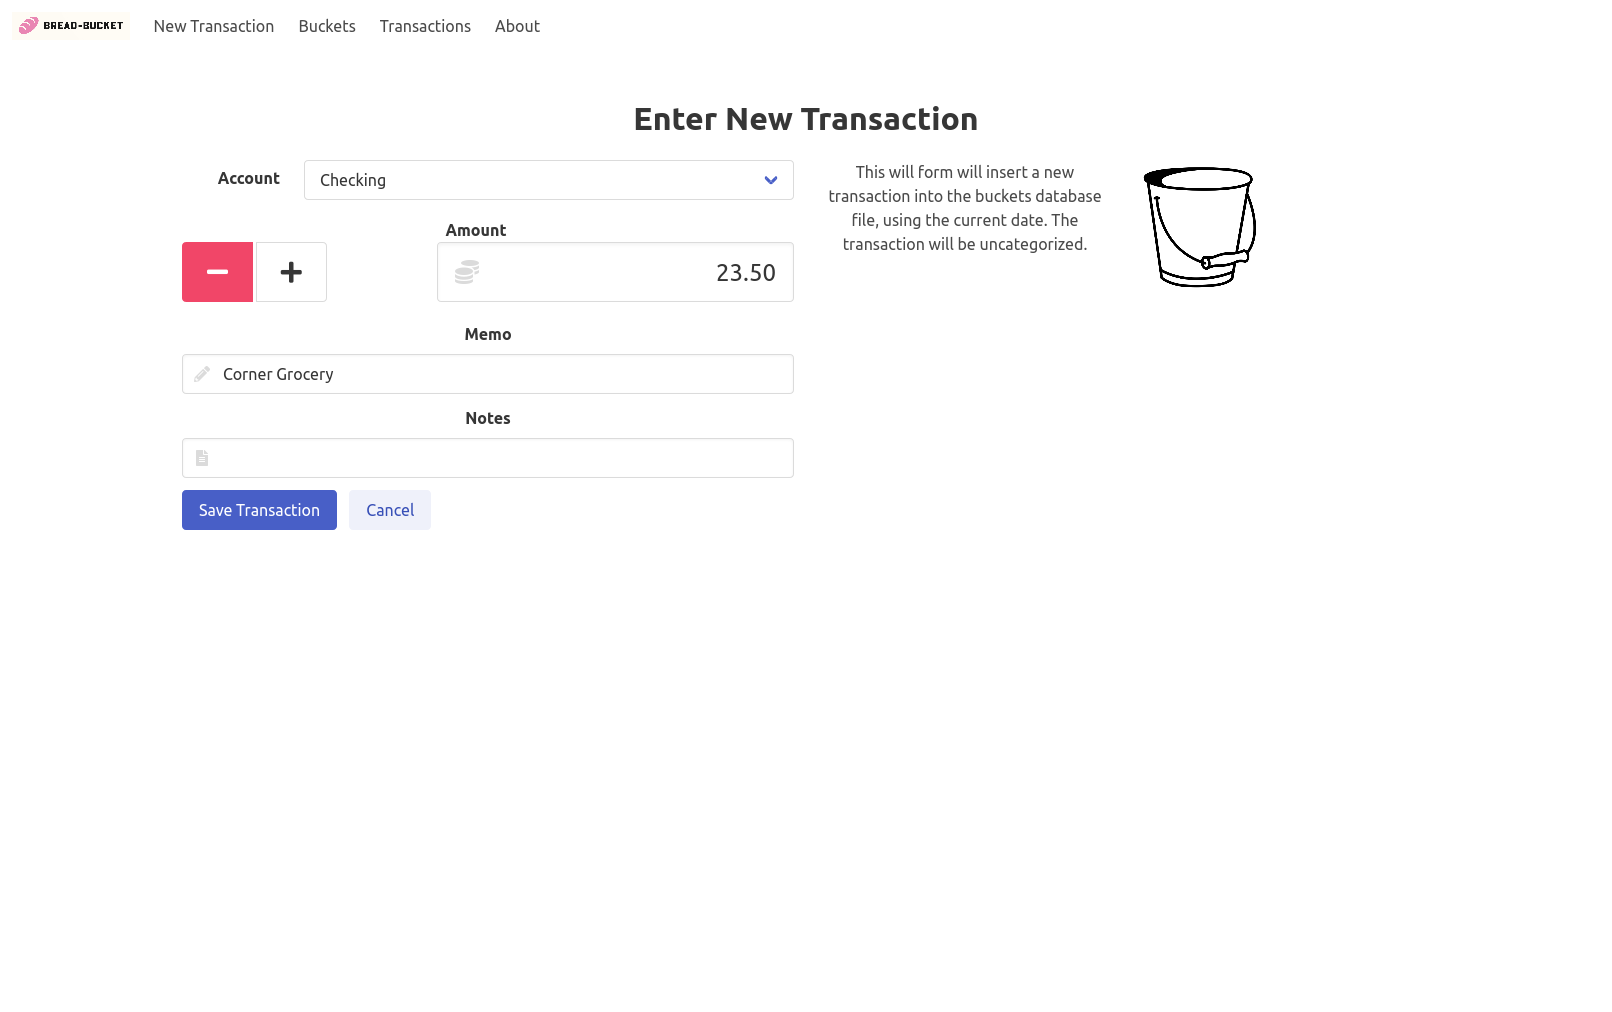 BREAD-BUCKET New Transaction Buckets Transactions About
Enter New Transaction
Account Checking
Amount
23.50
Memo
Corner Grocery
Notes
Save Transaction Cancel
This will form will insert a new
transaction into the buckets database
file, using the current date. The
transaction will be uncategorized.